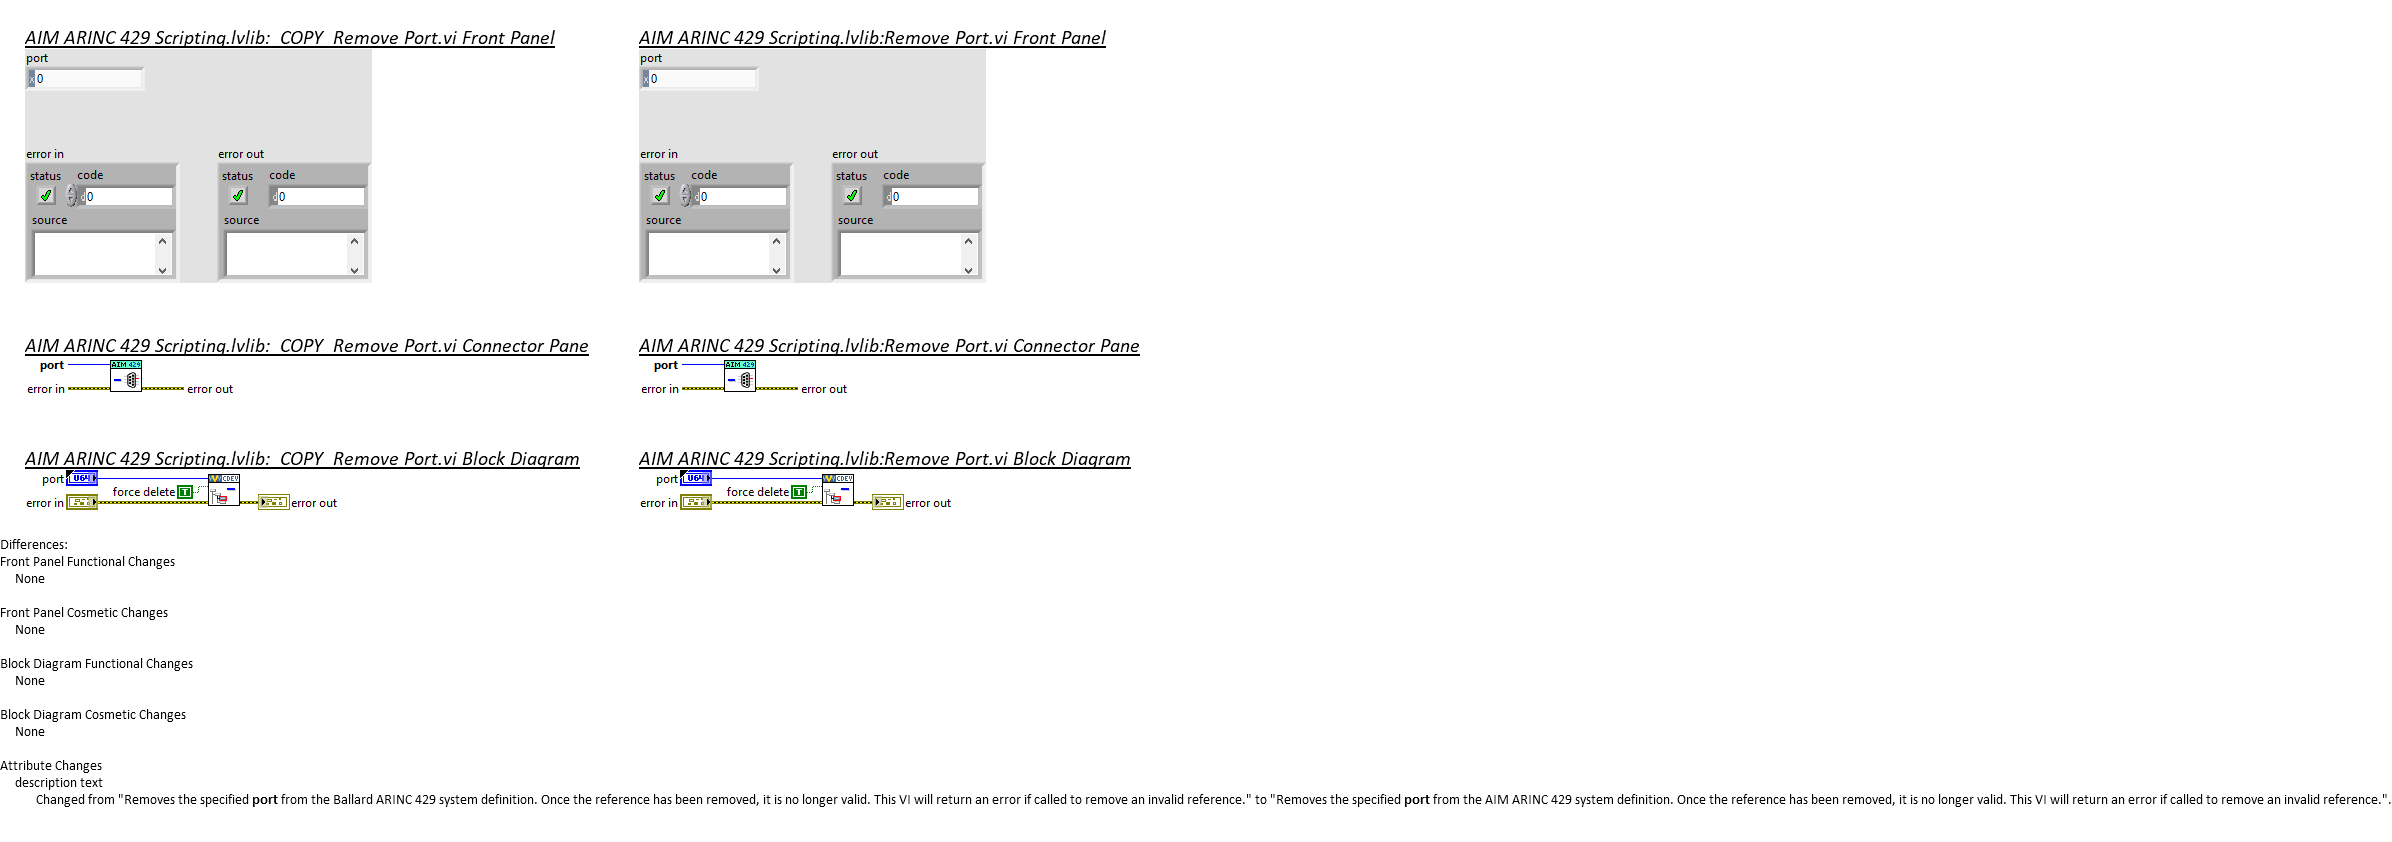 AIM ARINC 429 Scripting.lvlib:  COPY  Remove Port.vi Front Panel
port
x 0
error in
error out
status code
status code
d 0
d 0
source
source
AIM ARINC 429 Scripting.lvlib:Remove Port.vi Front Panel
port
x 0
error in
error out
status code
status code
d 0
d 0
source
source
AIM ARINC 429 Scripting.lvlib:  COPY  Remove Port.vi Connector Pane
port
AIM 429
error in
error out
AIM ARINC 429 Scripting.lvlib:Remove Port.vi Connector Pane
port
AIM 429
error in
error out
AIM ARINC 429 Scripting.lvlib:  COPY  Remove Port.vi Block Diagram
port U64
CDEV
force delete T
error in
error out
AIM ARINC 429 Scripting.lvlib:Remove Port.vi Block Diagram
port U64
CDEV
force delete T
error in
error out
Differences:
Front Panel Functional Changes
None
Front Panel Cosmetic Changes
None
Block Diagram Functional Changes
None
Block Diagram Cosmetic Changes
None
Attribute Changes
description text
Changed from "Removes the specified port from the Ballard ARINC 429 system definition. Once the reference has been removed, it is no longer valid. This VI will return an error if called to remove an invalid reference." to "Removes the specified port from the AIM ARINC 429 system definition. Once the reference has been removed, it is no longer valid. This VI will return an error if called to remove an invalid reference.".